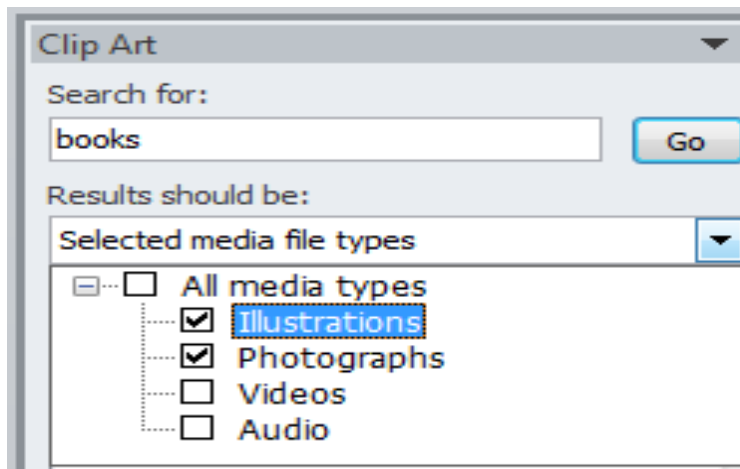 Clip Art
Search for:
books
Go
Results should be:
Selected media file types
All media types
Illustrations
Photographs
Videos
Audio